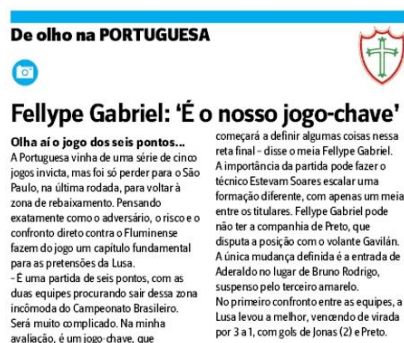 De olho na PORTUGUESA
Fellype Gabriel: ‘É o nosso jogo-chave’
Olha aí o jogo dos seis pontos...
A Portuguesa vinha de uma série de cinco
jogos invicta, mas foi só perder para o São
Paulo, na última rodada, para voltar à
zona de rebaixamento. Pensando
exatamente como o adversário, o risco e o
confronto direto contra o Fluminense
fazem do jogo um capítulo fundamental
para as pretensões da Lusa.
- É uma partida de seis pontos, com as
duas equipes procurando sair dessa zona
incômoda do Campeonato Brasileiro.
Será muito complicado. Na minha
avaliação, é um jogo-chave, que
começará a definir algumas coisas nessa
reta final - disse o meia Fellype Gabriel.
A importância da partida pode fazer o
técnico Estevam Soares escalar uma
formação diferente, com apenas um meia
entre os titulares. Fellype Gabriel pode
não ter a companhia de Preto, que
disputa a posição com o volante Gavilán.
A única mudança definida é a entrada de
Aderaldo no lugar de Bruno Rodrigo,
suspenso pelo terceiro amarelo.
No primeiro confronto entre as equipes, a
Lusa levou a melhor, vencendo de virada
por 3 a 1, com gols de Jonas (2) e Preto.